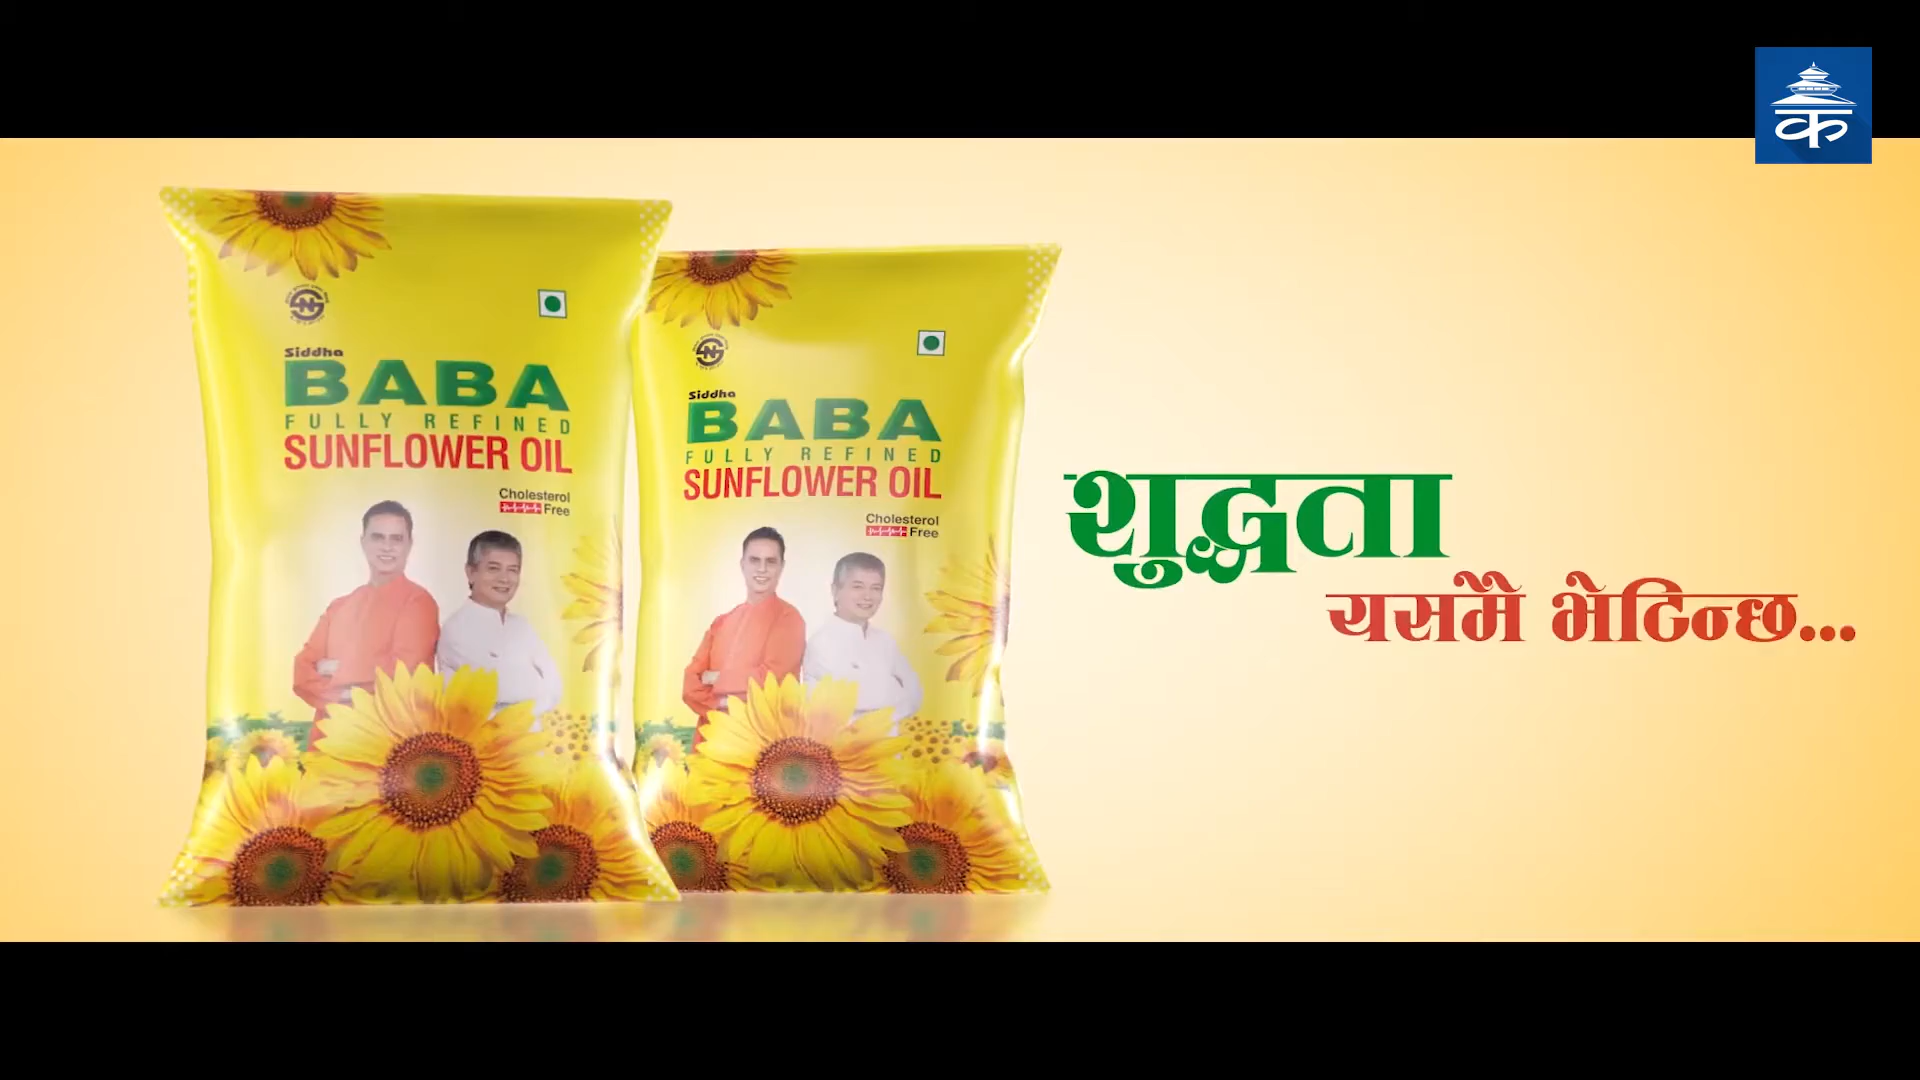 क
Siddha
BABA
FULLY REFINED
SUNFLOWER OIL
Cholesterol
Free
Siddha
BABA
FULLY REFINED
SUNFLOWER OIL
Cholesterol
Free
शुद्धता
यसमै भेटिन्छ...